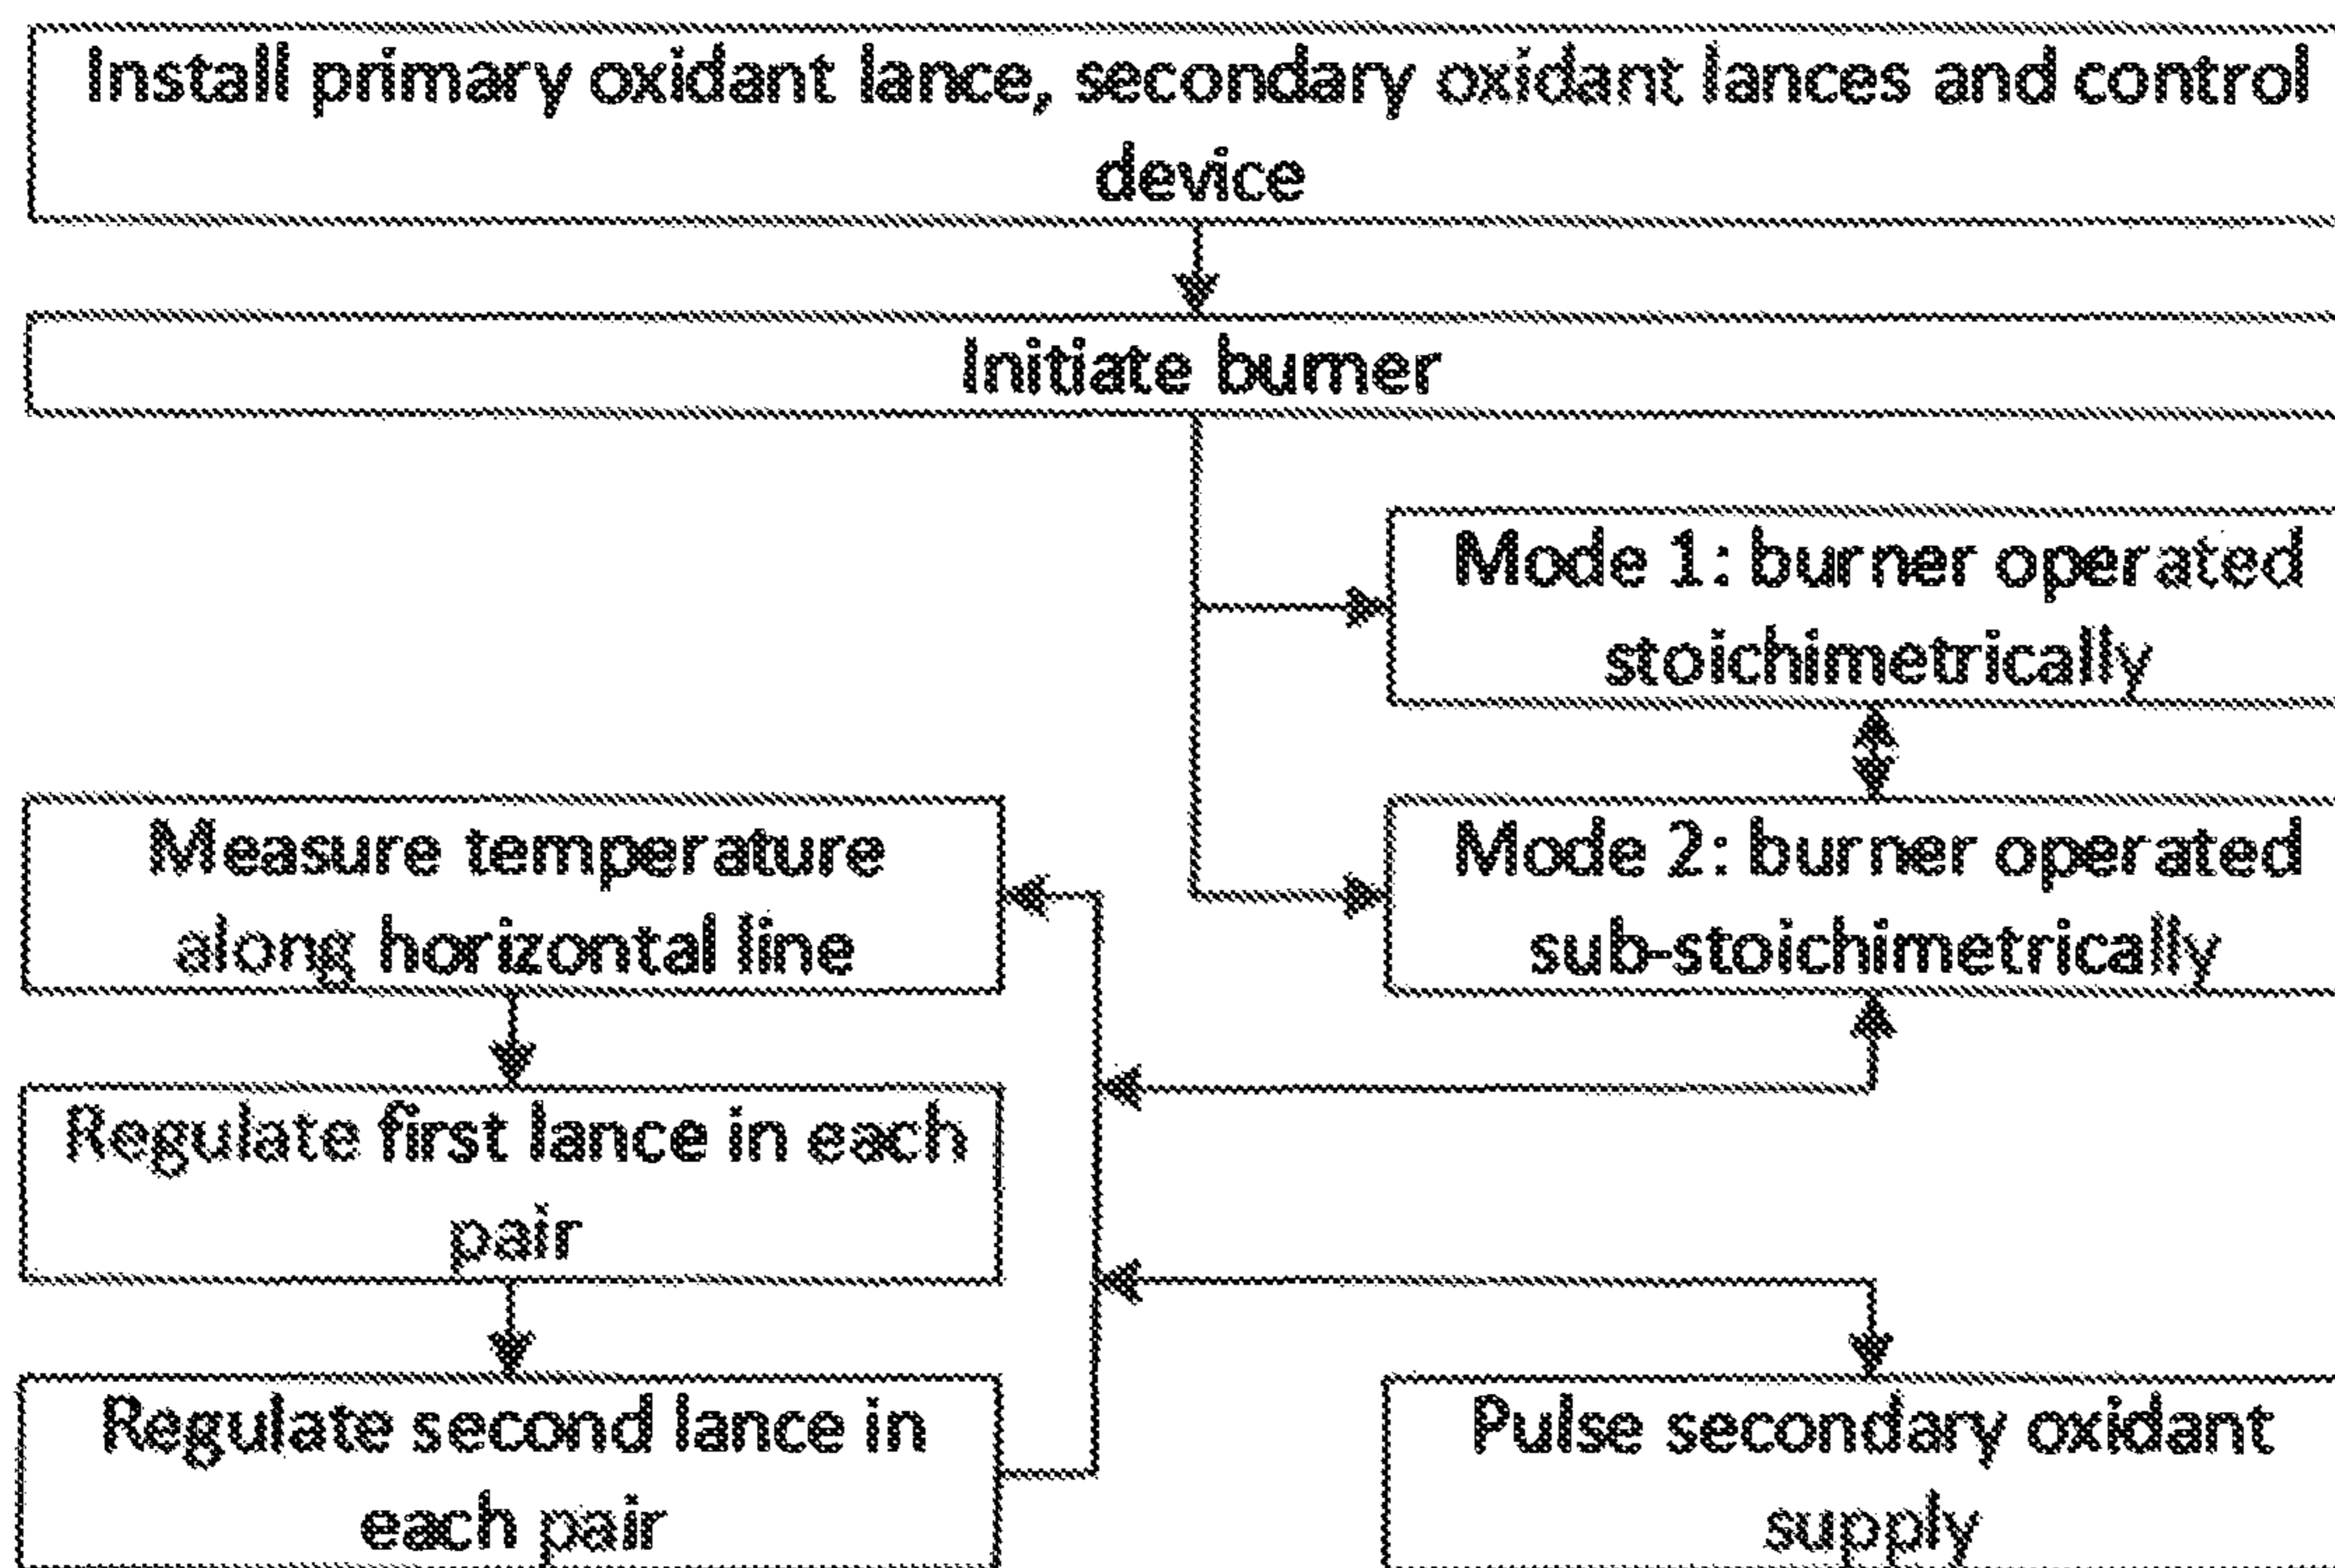 Install primary oxidant lance, secondary oxidant lances and control
device
Initiate burner
Mode 1: burner operated
stoichimetrically
Mode 2: burner operated
sub-stoichimetrically
Measure temperature
along horizontal line
Regulate first lance in each
pair
Regulate second lance in
each pair
Pulse secondary oxidant
supply